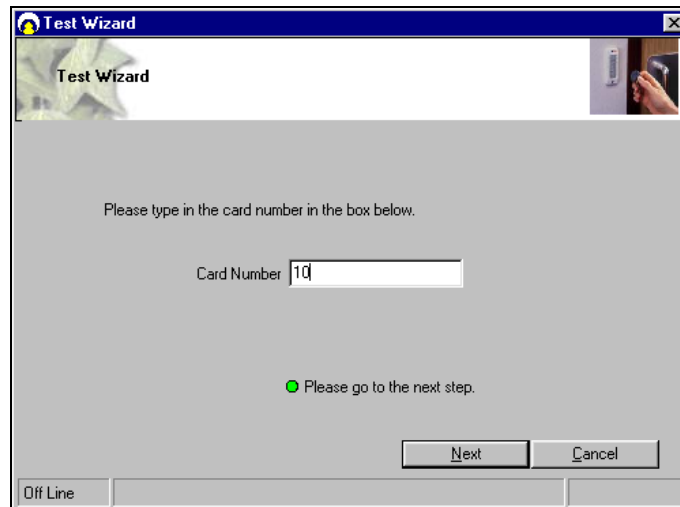 Test Wizard
Test Wizard
Please type in the card number in the box below.
Card Number 10
Please go to the next step.
Next Cancel
Off Line